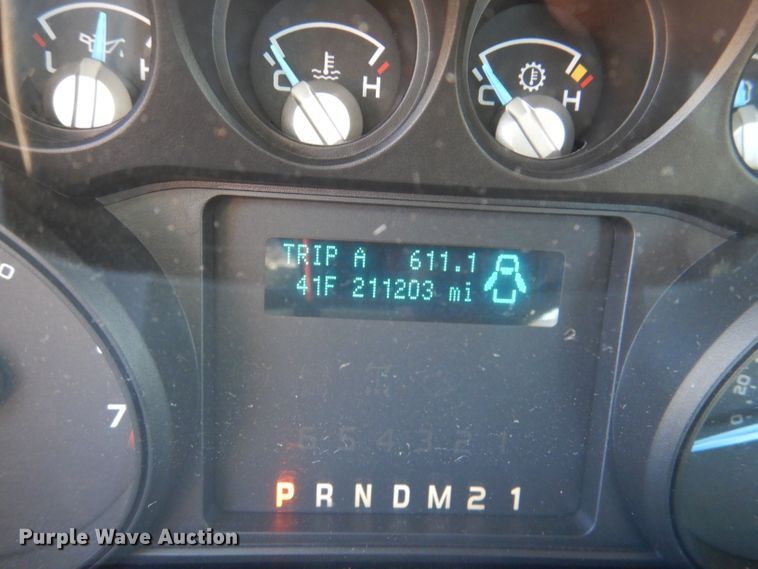 L H
C H
C H
TRIP A 611.1
41F 211203 mi
0
7
20
0
6 5 4 3 2 1
P R N D M 2 1
Purple Wave Auction